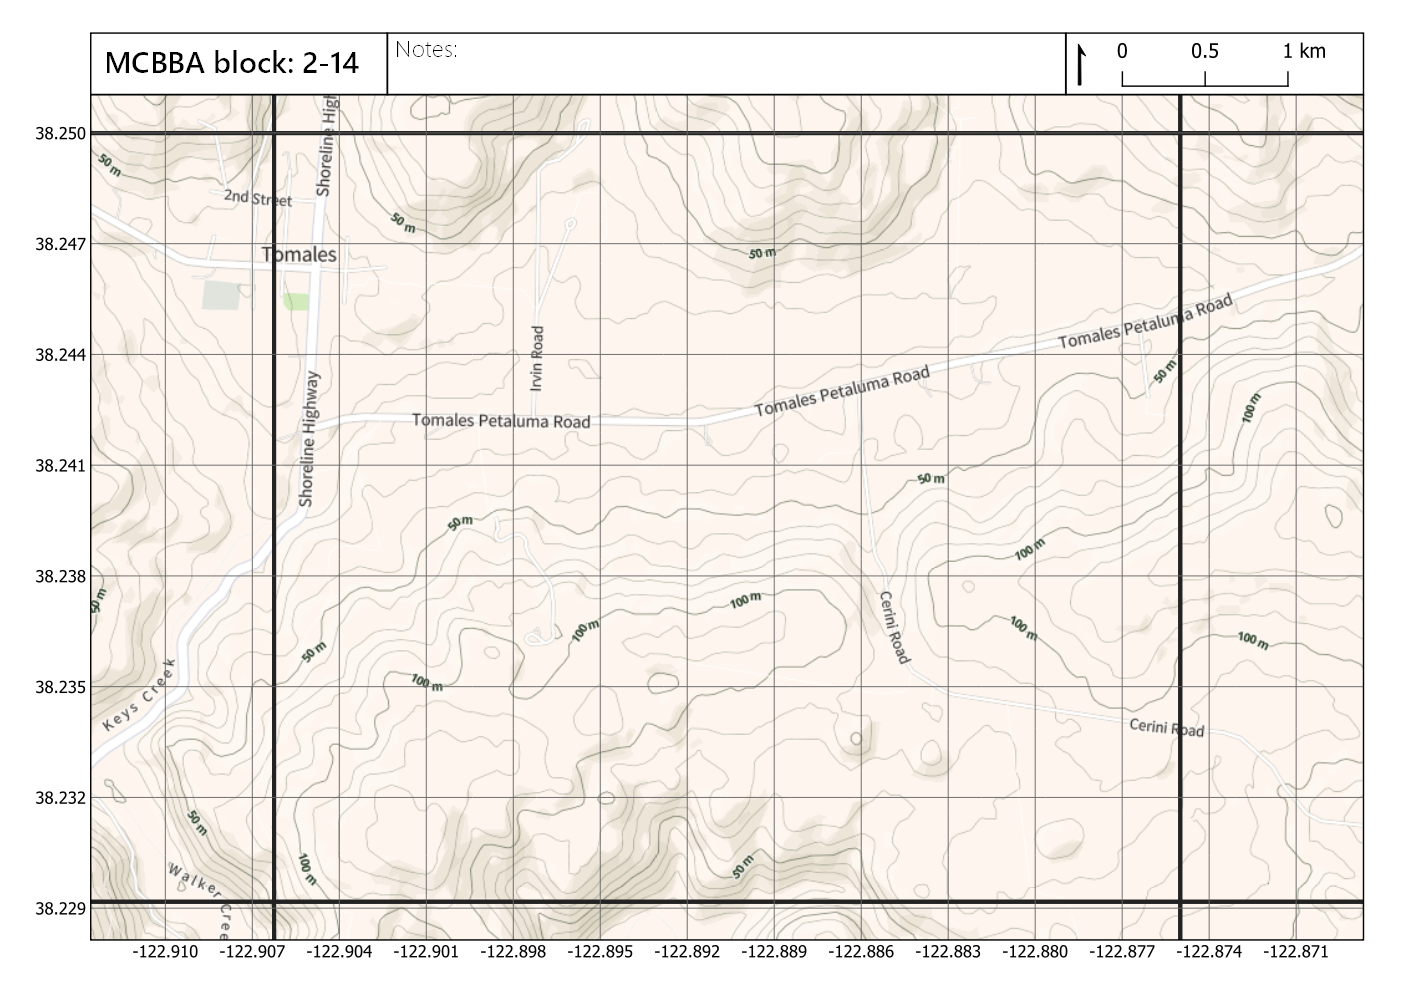 MCBBA block: 2-14
Notes:
0 0.5 1 km
38.250
38.247
38.244
38.241
38.238
38.235
38.232
38.229
50 m
2nd Street
Shoreline High
50 m
Tomales
50 m
Tomales Petaluma Road
Irvin Road
Tomales Petaluma Road
50 m
Shoreline Highway
Tomales Petaluma Road
100 m
50 m
50 m
100 m
50 m
100 m
Cerini Road
100 m
100 m
100 m
50 m
Keys Creek
100 m
Cerini Road
50 m
100 m
50 m
Walker Cree
-122.910 -122.907 -122.904 -122.901 -122.898 -122.895 -122.892 -122.889 -122.886 -122.883 -122.880 -122.877 -122.874 -122.871